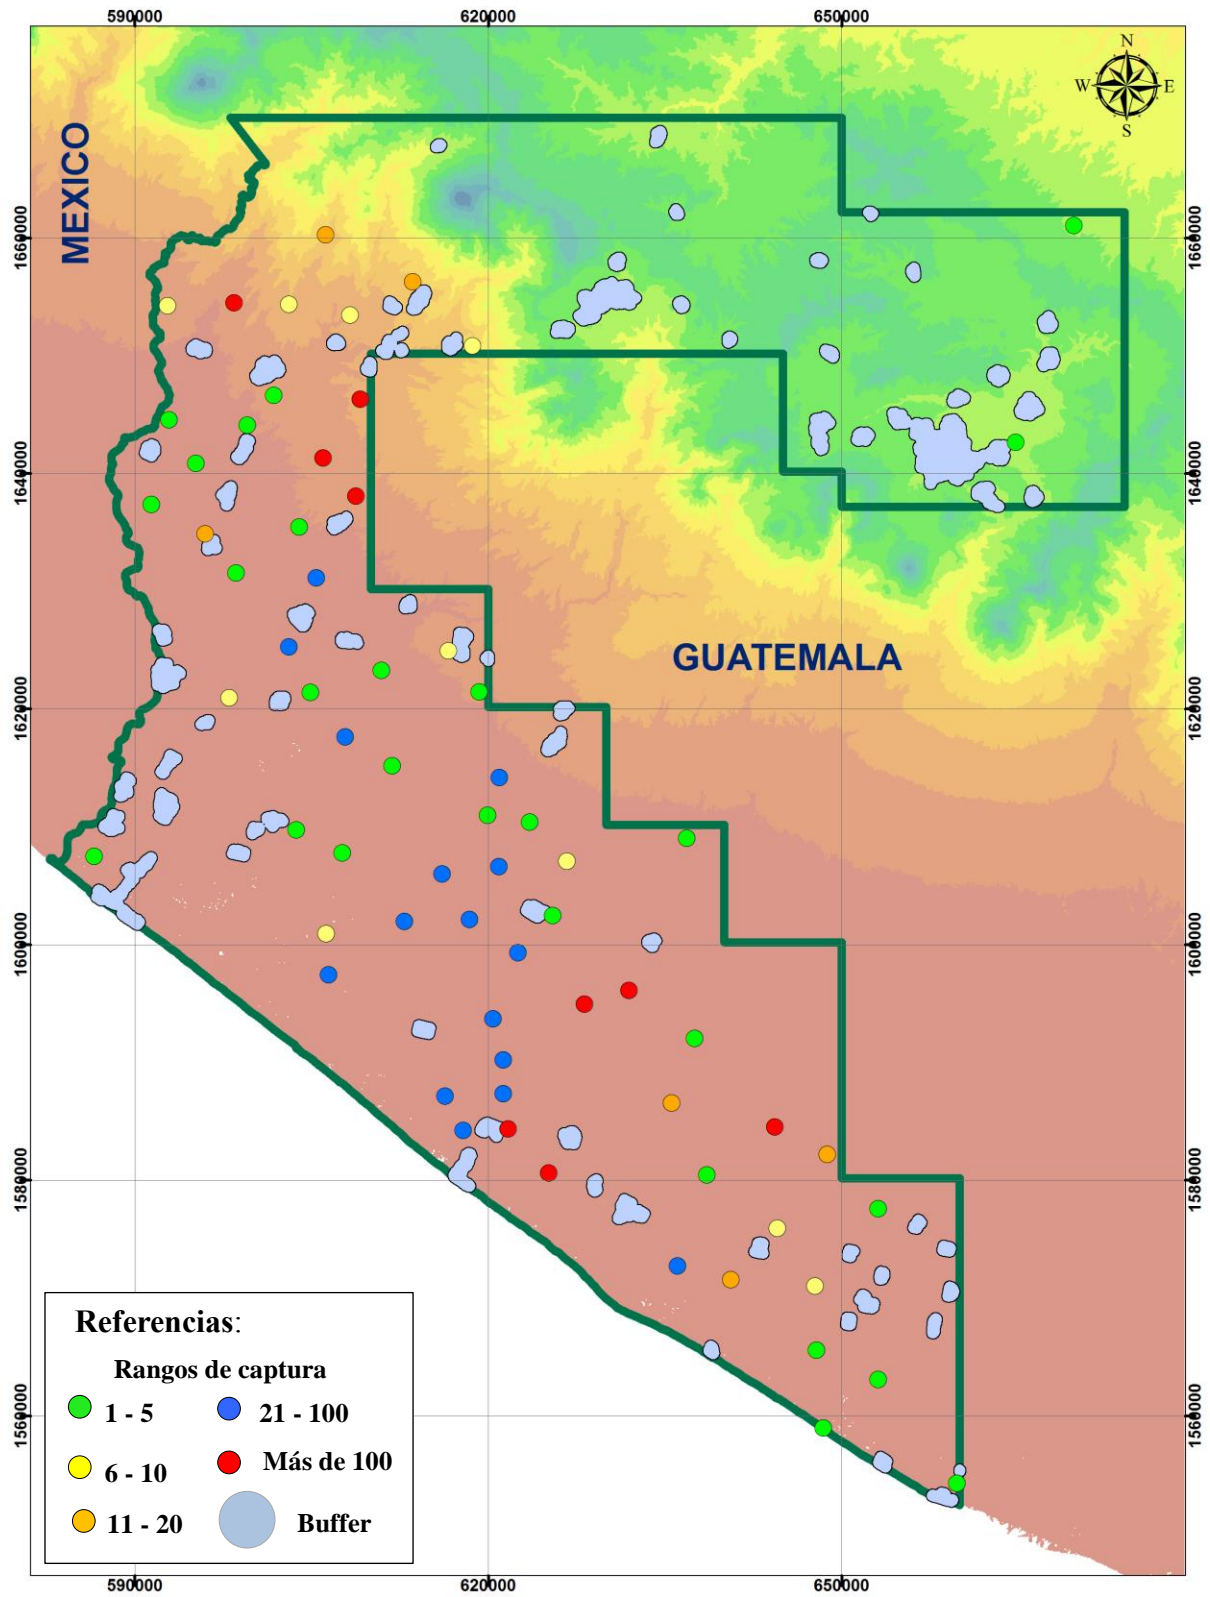 590000 620000 650000
N
W E
S
MEXICO
1660000 1660000
1640000 1640000
GUATEMALA
1620000 1620000
1600000 1600000
1580000 1580000
1560000 1560000
Referencias:
Rangos de captura
1 - 5 21 - 100
6 - 10 Más de 100
11 - 20 Buffer
590000 620000 650000